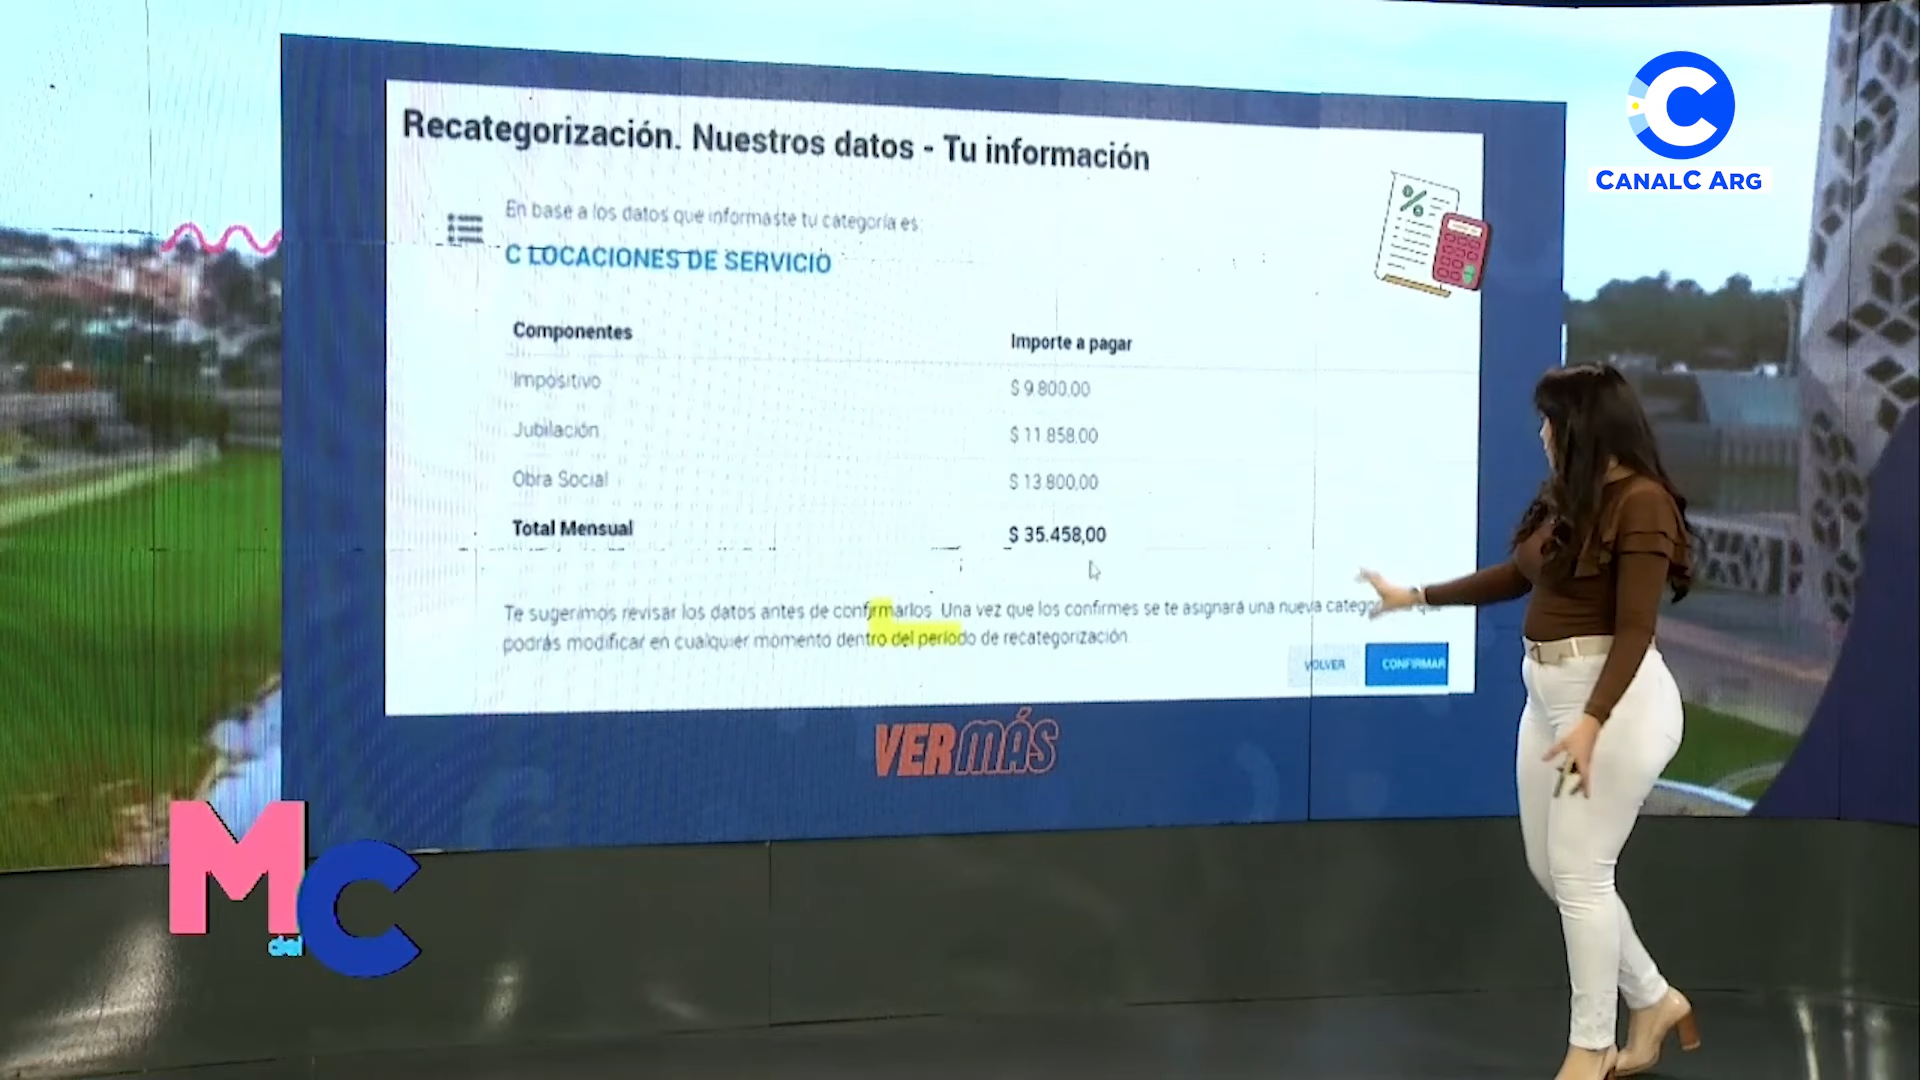 CANALC ARG
Recategorización. Nuestros datos - Tu información
En base a los datos que informaste tu categoría es:
C LOCACIONES DE SERVICIO
Componentes Importe a pagar
Impositivo $ 9.800,00
Jubilación $ 11.858,00
Obra Social $ 13.800,00
Total Mensual $ 35.458,00
Te sugerimos revisar los datos antes de confirmarlos. Una vez que los confirmes se te asignará una nueva
podrás modificar en cualquier momento dentro del período de recategorización.
VOLVER CONFIRMAR
VERMÁS
M del C